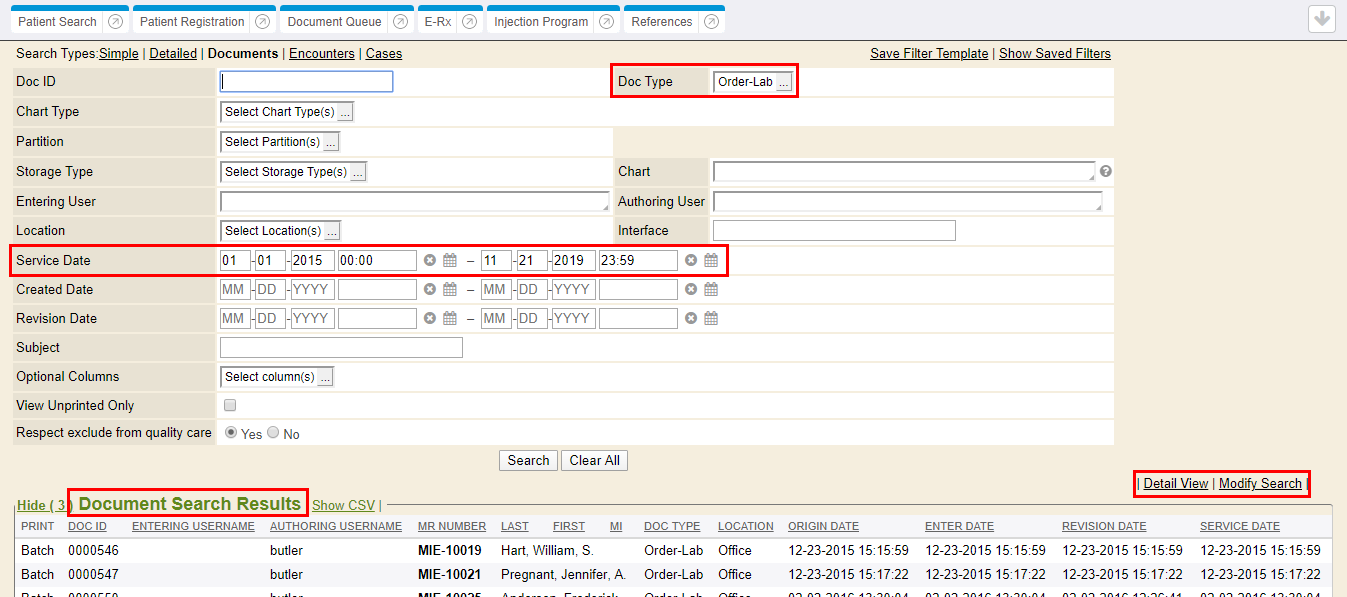 Patient Search Patient Registration Document Queue E-Rx Injection Program References
Search Types:Simple | Detailed | Documents | Encounters | Cases Save Filter Template | Show Saved Filters
Doc ID Doc Type Order-Lab ...
Chart Type Select Chart Type(s) ...
Partition Select Partition(s) ...
Storage Type Select Storage Type(s) ... Chart ?
Entering User Authoring User
Location Select Location(s) ... Interface
Service Date 01 -01 -2015 00:00 – 11 -21 -2019 23:59
Created Date MM -DD -YYYY – MM -DD -YYYY
Revision Date MM -DD -YYYY – MM -DD -YYYY
Subject
Optional Columns Select column(s) ...
View Unprinted Only
Respect exclude from quality care Yes No
Search Clear All
| Detail View | Modify Search |
Hide ( 3 ) Document Search Results Show CSV |
PRINT DOC ID ENTERING USERNAME AUTHORING USERNAME MR NUMBER LAST FIRST MI DOC TYPE LOCATION ORIGIN DATE ENTER DATE REVISION DATE SERVICE DATE
Batch 0000546 butler MIE-10019 Hart, William, S. Order-Lab Office 12-23-2015 15:15:59 12-23-2015 15:15:59 12-23-2015 15:15:59 12-23-2015 15:15:59
Batch 0000547 butler MIE-10021 Pregnant, Jennifer, A. Order-Lab Office 12-23-2015 15:17:22 12-23-2015 15:17:22 12-23-2015 15:17:22 12-23-2015 15:17:22